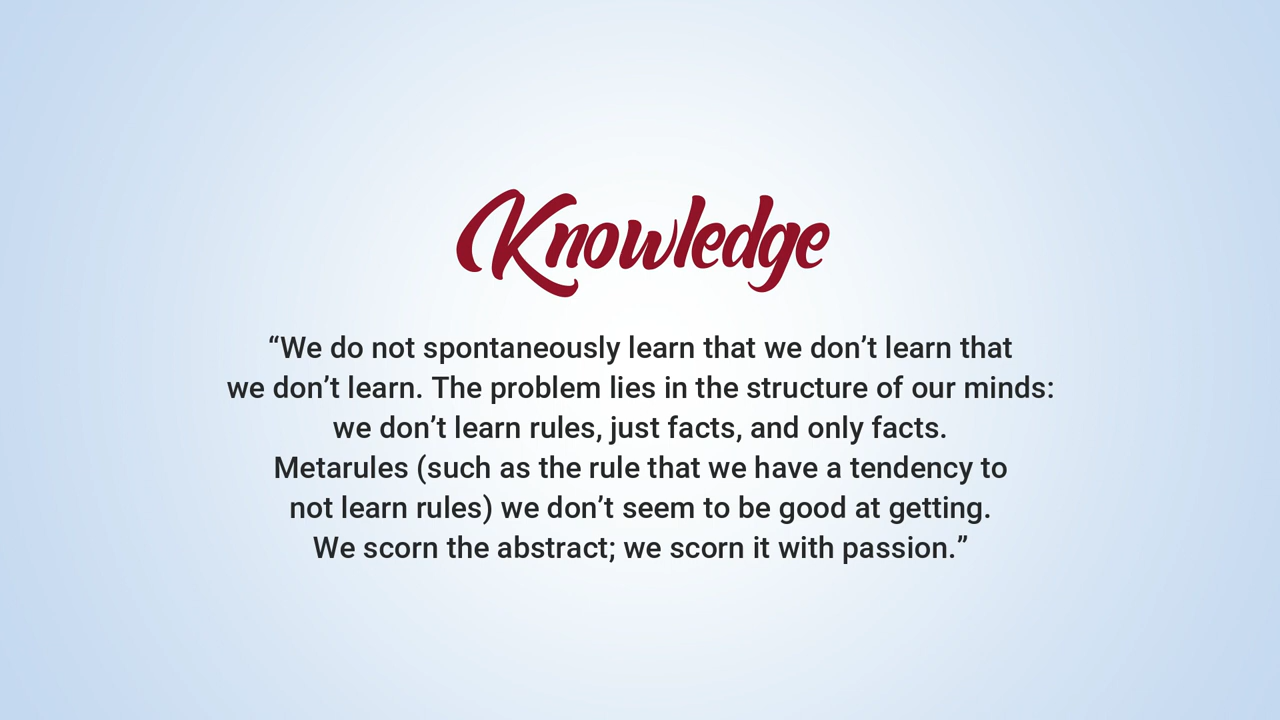 Knowledge
“We do not spontaneously learn that we don’t learn that
we don’t learn. The problem lies in the structure of our minds:
we don’t learn rules, just facts, and only facts.
Metarules (such as the rule that we have a tendency to
not learn rules) we don’t seem to be good at getting.
We scorn the abstract; we scorn it with passion.”